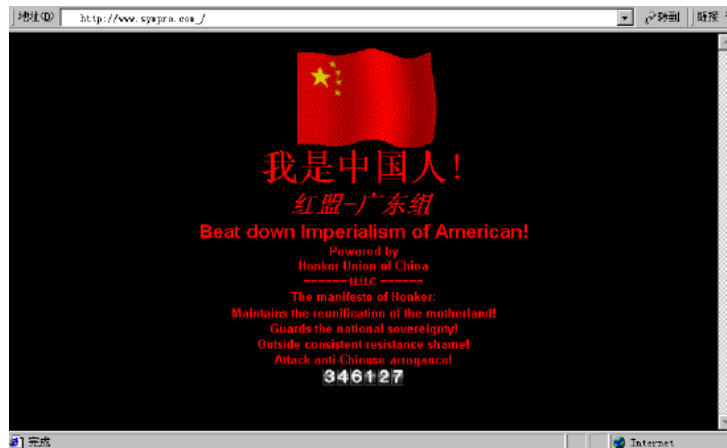 地址(D) http://www.sympro.com_/ 转到 链接
我是中国人!
红盟-广东组
Beat down Imperialism of American!
Powered by
Honker Union of China
------ H.U.C ------
The manifesto of Honker:
Maintains the reunification of the motherland!
Guards the national sovereignty!
Outside consistent resistance shame!
Attack anti-Chinese arrogance!
346127
完成 Internet